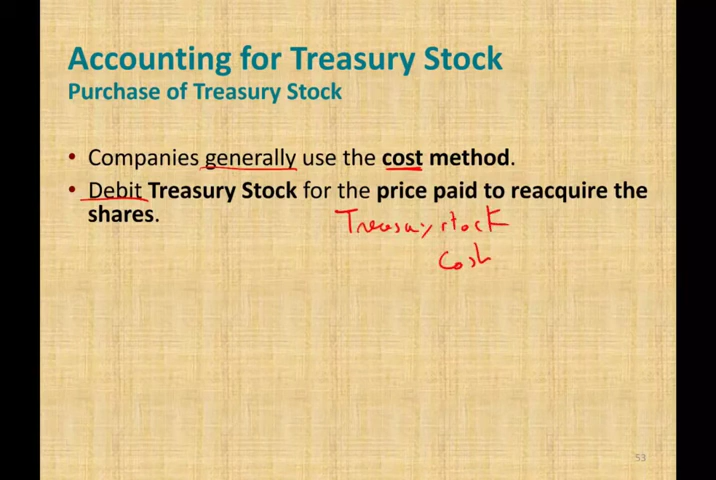 Accounting for Treasury Stock
Purchase of Treasury Stock
• Companies generally use the cost method.
• Debit Treasury Stock for the price paid to reacquire the
shares.
Treasury stock
Cash
53